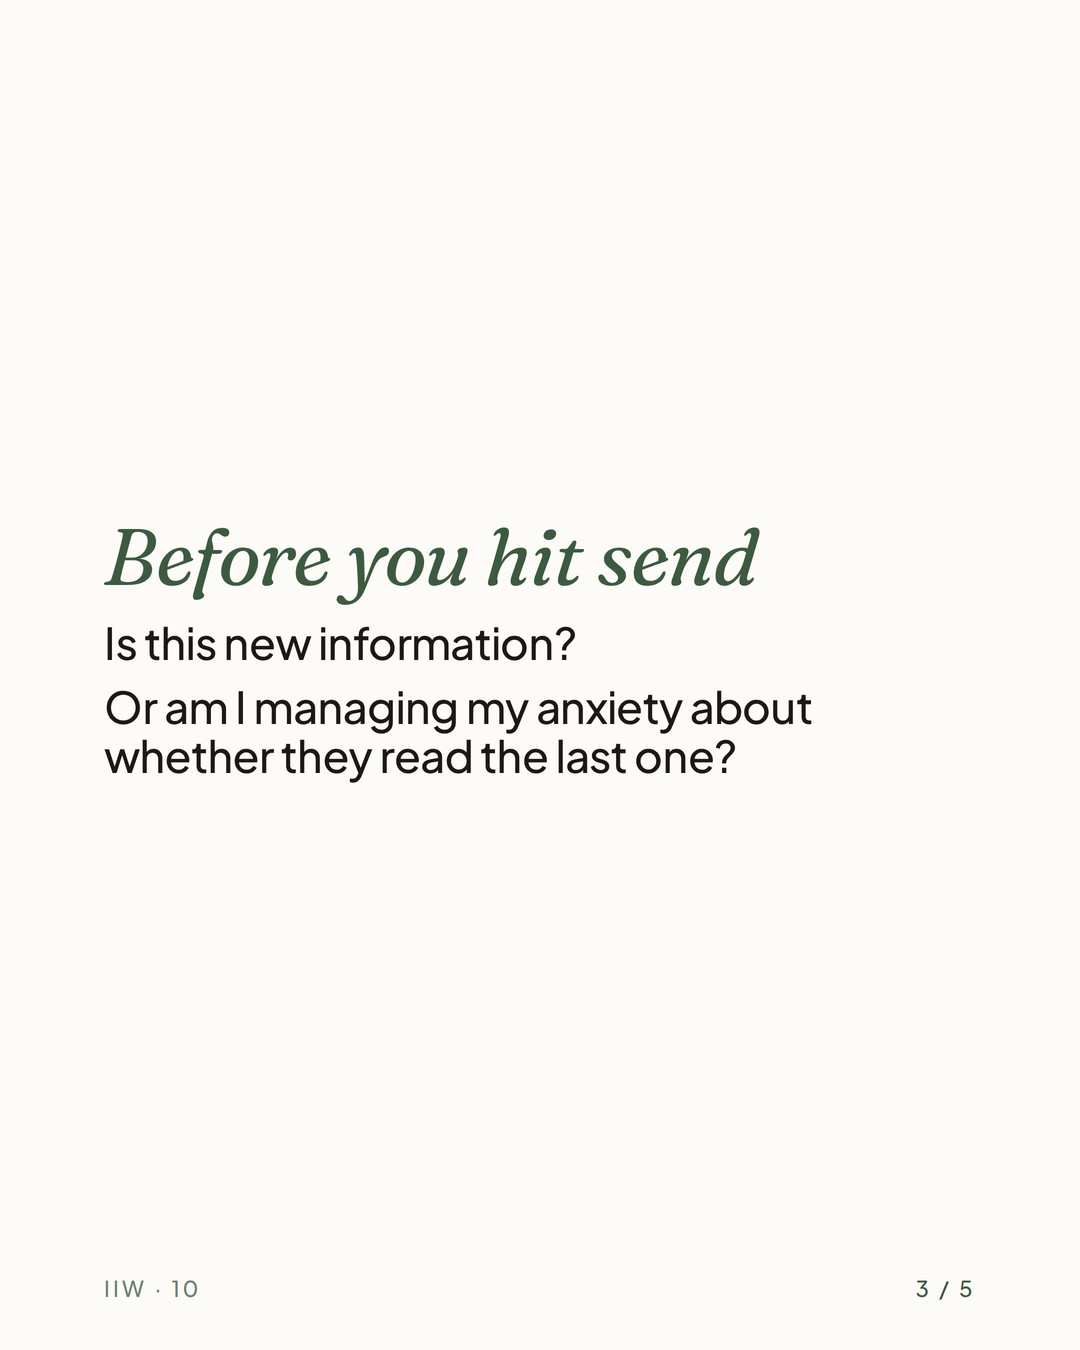 Before you hit send
Is this new information?
Or am I managing my anxiety about
whether they read the last one?
IIW · 10
3 / 5